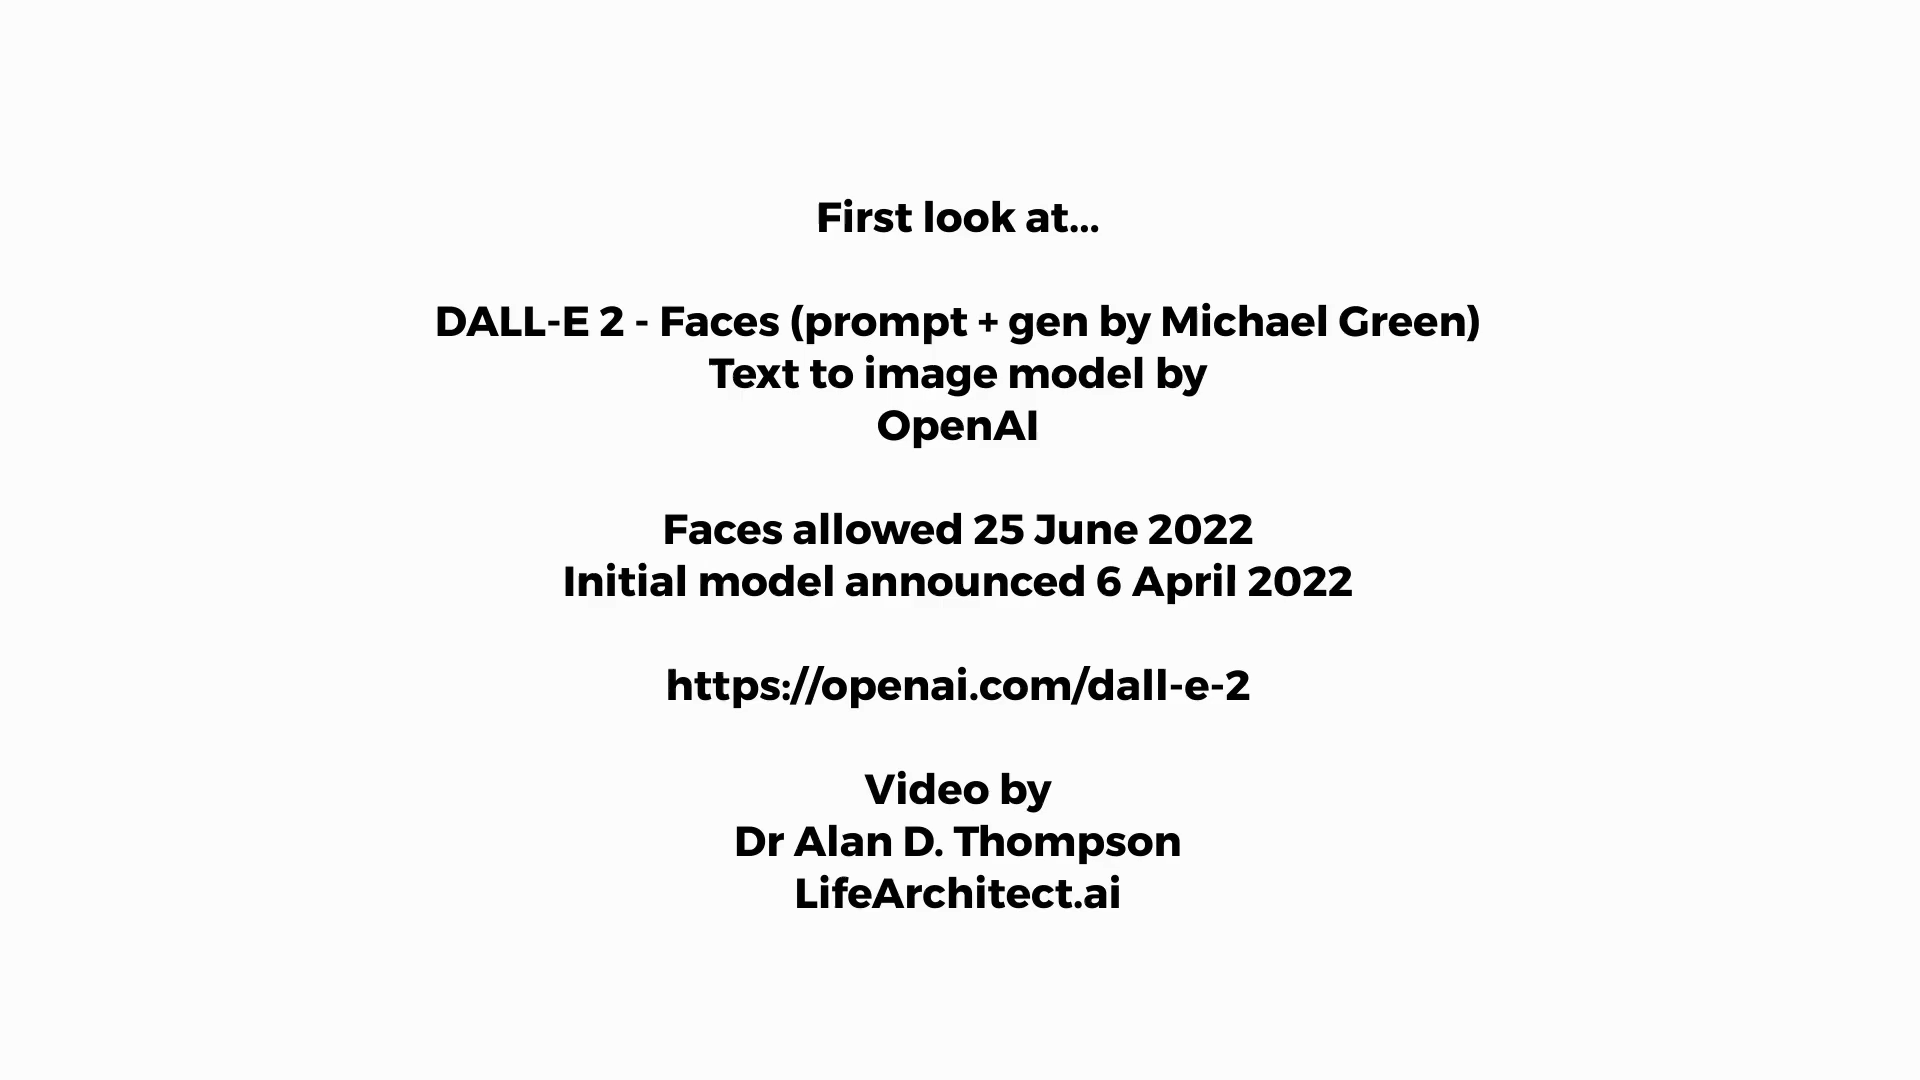 First look at...
DALL-E 2 - Faces (prompt + gen by Michael Green)
Text to image model by
OpenAI
Faces allowed 25 June 2022
Initial model announced 6 April 2022
https://openai.com/dall-e-2
Video by
Dr Alan D. Thompson
LifeArchitect.ai